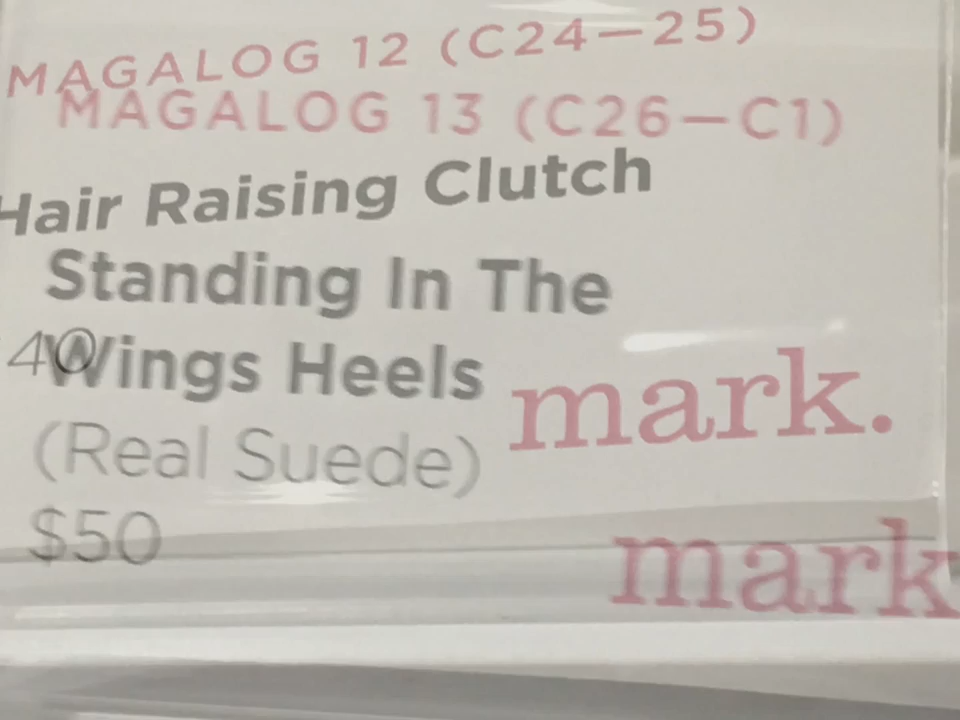 MAGALOG 12 (C24—25)
MAGALOG 13 (C26—C1)
Hair Raising Clutch
Standing In The
40
Wings Heels
mark.
(Real Suede)
$50
mark